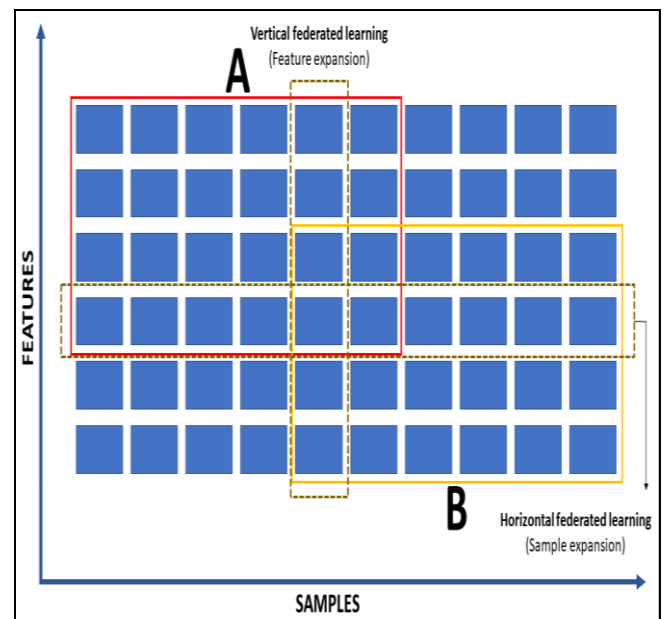 Vertical federated learning
(Feature expansion)
A
FEATURES
B
Horizontal federated learning
(Sample expansion)
SAMPLES